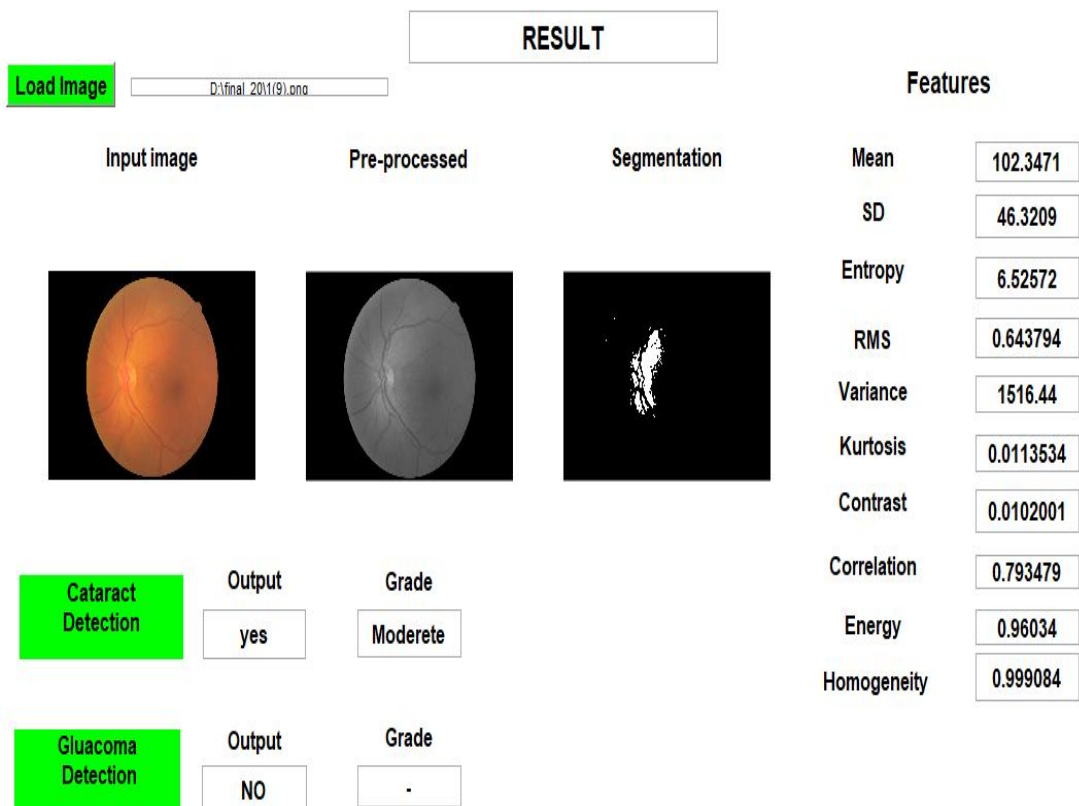 RESULT
Load Image
D:\final_20\1(9).png
Features
Input image
Pre-processed
Segmentation
Mean
102.3471
SD
46.3209
Entropy
6.52572
RMS
0.643794
Variance
1516.44
Kurtosis
0.0113534
Contrast
0.0102001
Correlation
0.793479
Energy
0.96034
Homogeneity
0.999084
Cataract
Detection
Output
yes
Grade
Moderete
Gluacoma
Detection
Output
NO
Grade
-